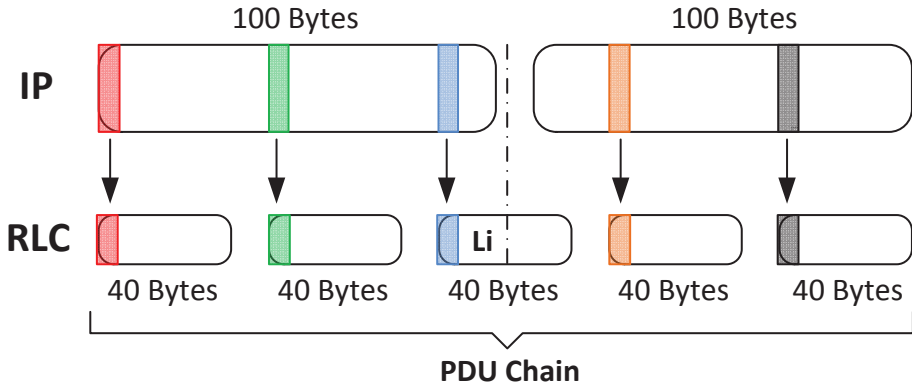 100 Bytes 100 Bytes
IP
RLC Li
40 Bytes 40 Bytes 40 Bytes 40 Bytes 40 Bytes
PDU Chain